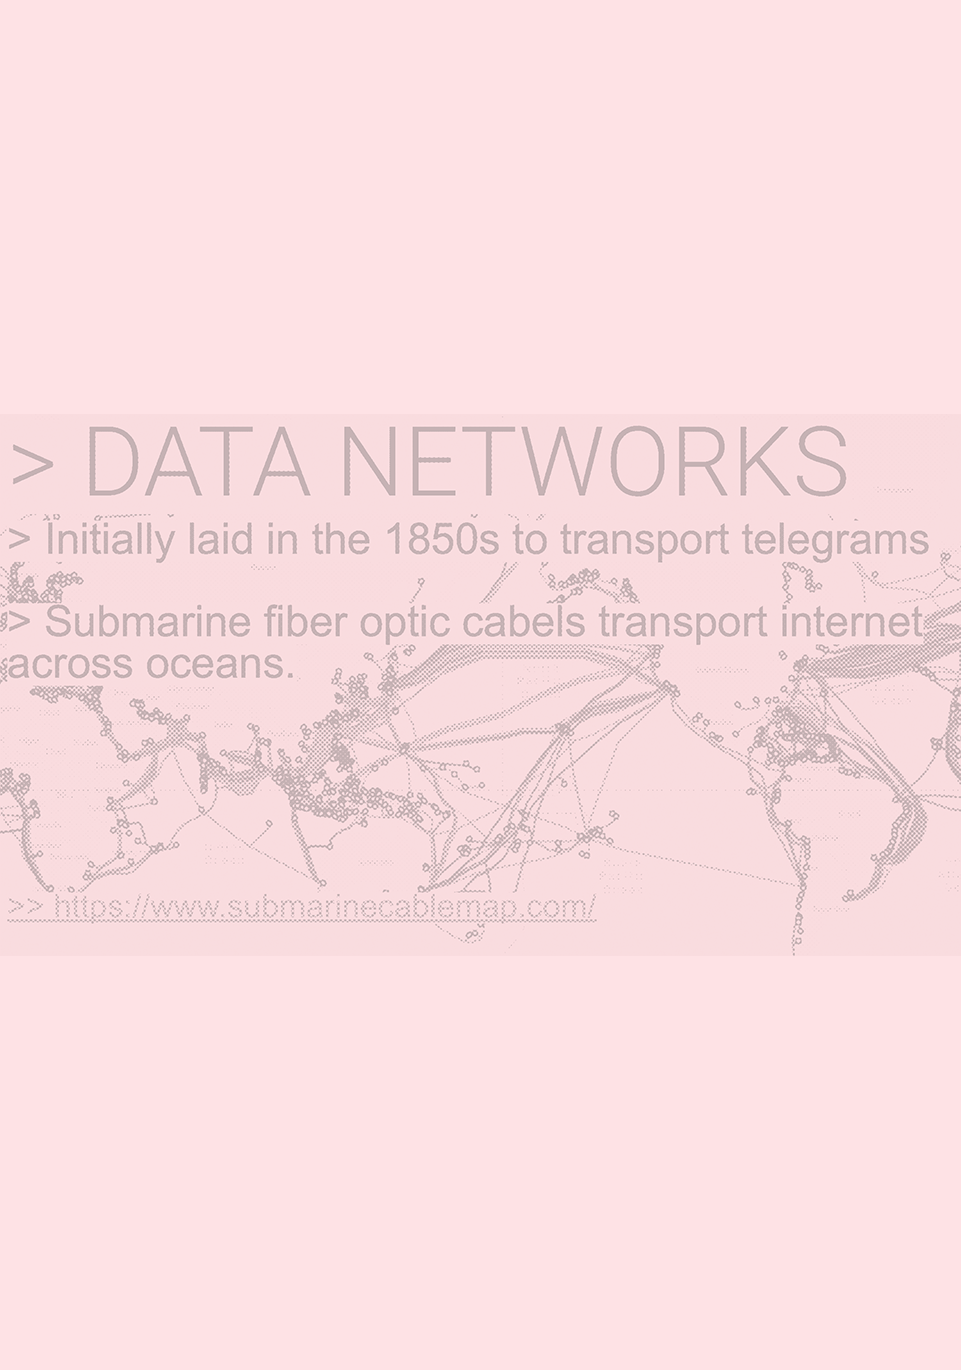 > DATA NETWORKS
> Initially laid in the 1850s to transport telegrams
> Submarine fiber optic cabels transport internet
across oceans.
>> https://www.submarinecablemap.com/